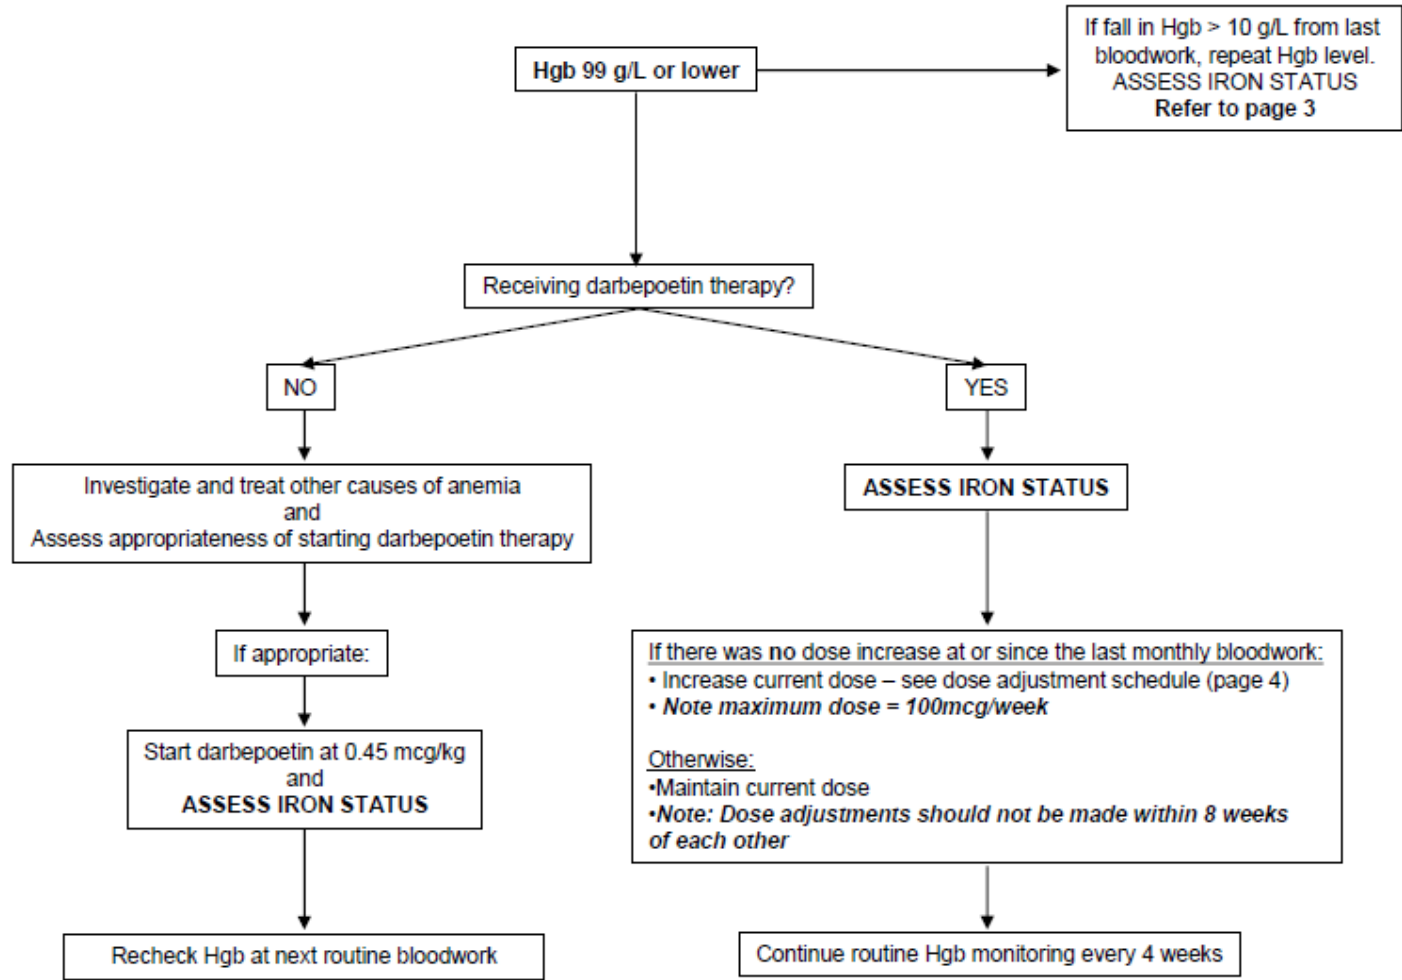 Hgb 99 g/L or lower
If fall in Hgb > 10 g/L from last
bloodwork, repeat Hgb level.
ASSESS IRON STATUS
Refer to page 3
Receiving darbepoetin therapy?
NO
YES
Investigate and treat other causes of anemia
and
Assess appropriateness of starting darbepoetin therapy
ASSESS IRON STATUS
If appropriate:
Start darbepoetin at 0.45 mcg/kg
and
ASSESS IRON STATUS
If there was no dose increase at or since the last monthly bloodwork:
• Increase current dose – see dose adjustment schedule (page 4)
• Note maximum dose = 100mcg/week
Otherwise:
•Maintain current dose
•Note: Dose adjustments should not be made within 8 weeks
of each other
Recheck Hgb at next routine bloodwork
Continue routine Hgb monitoring every 4 weeks